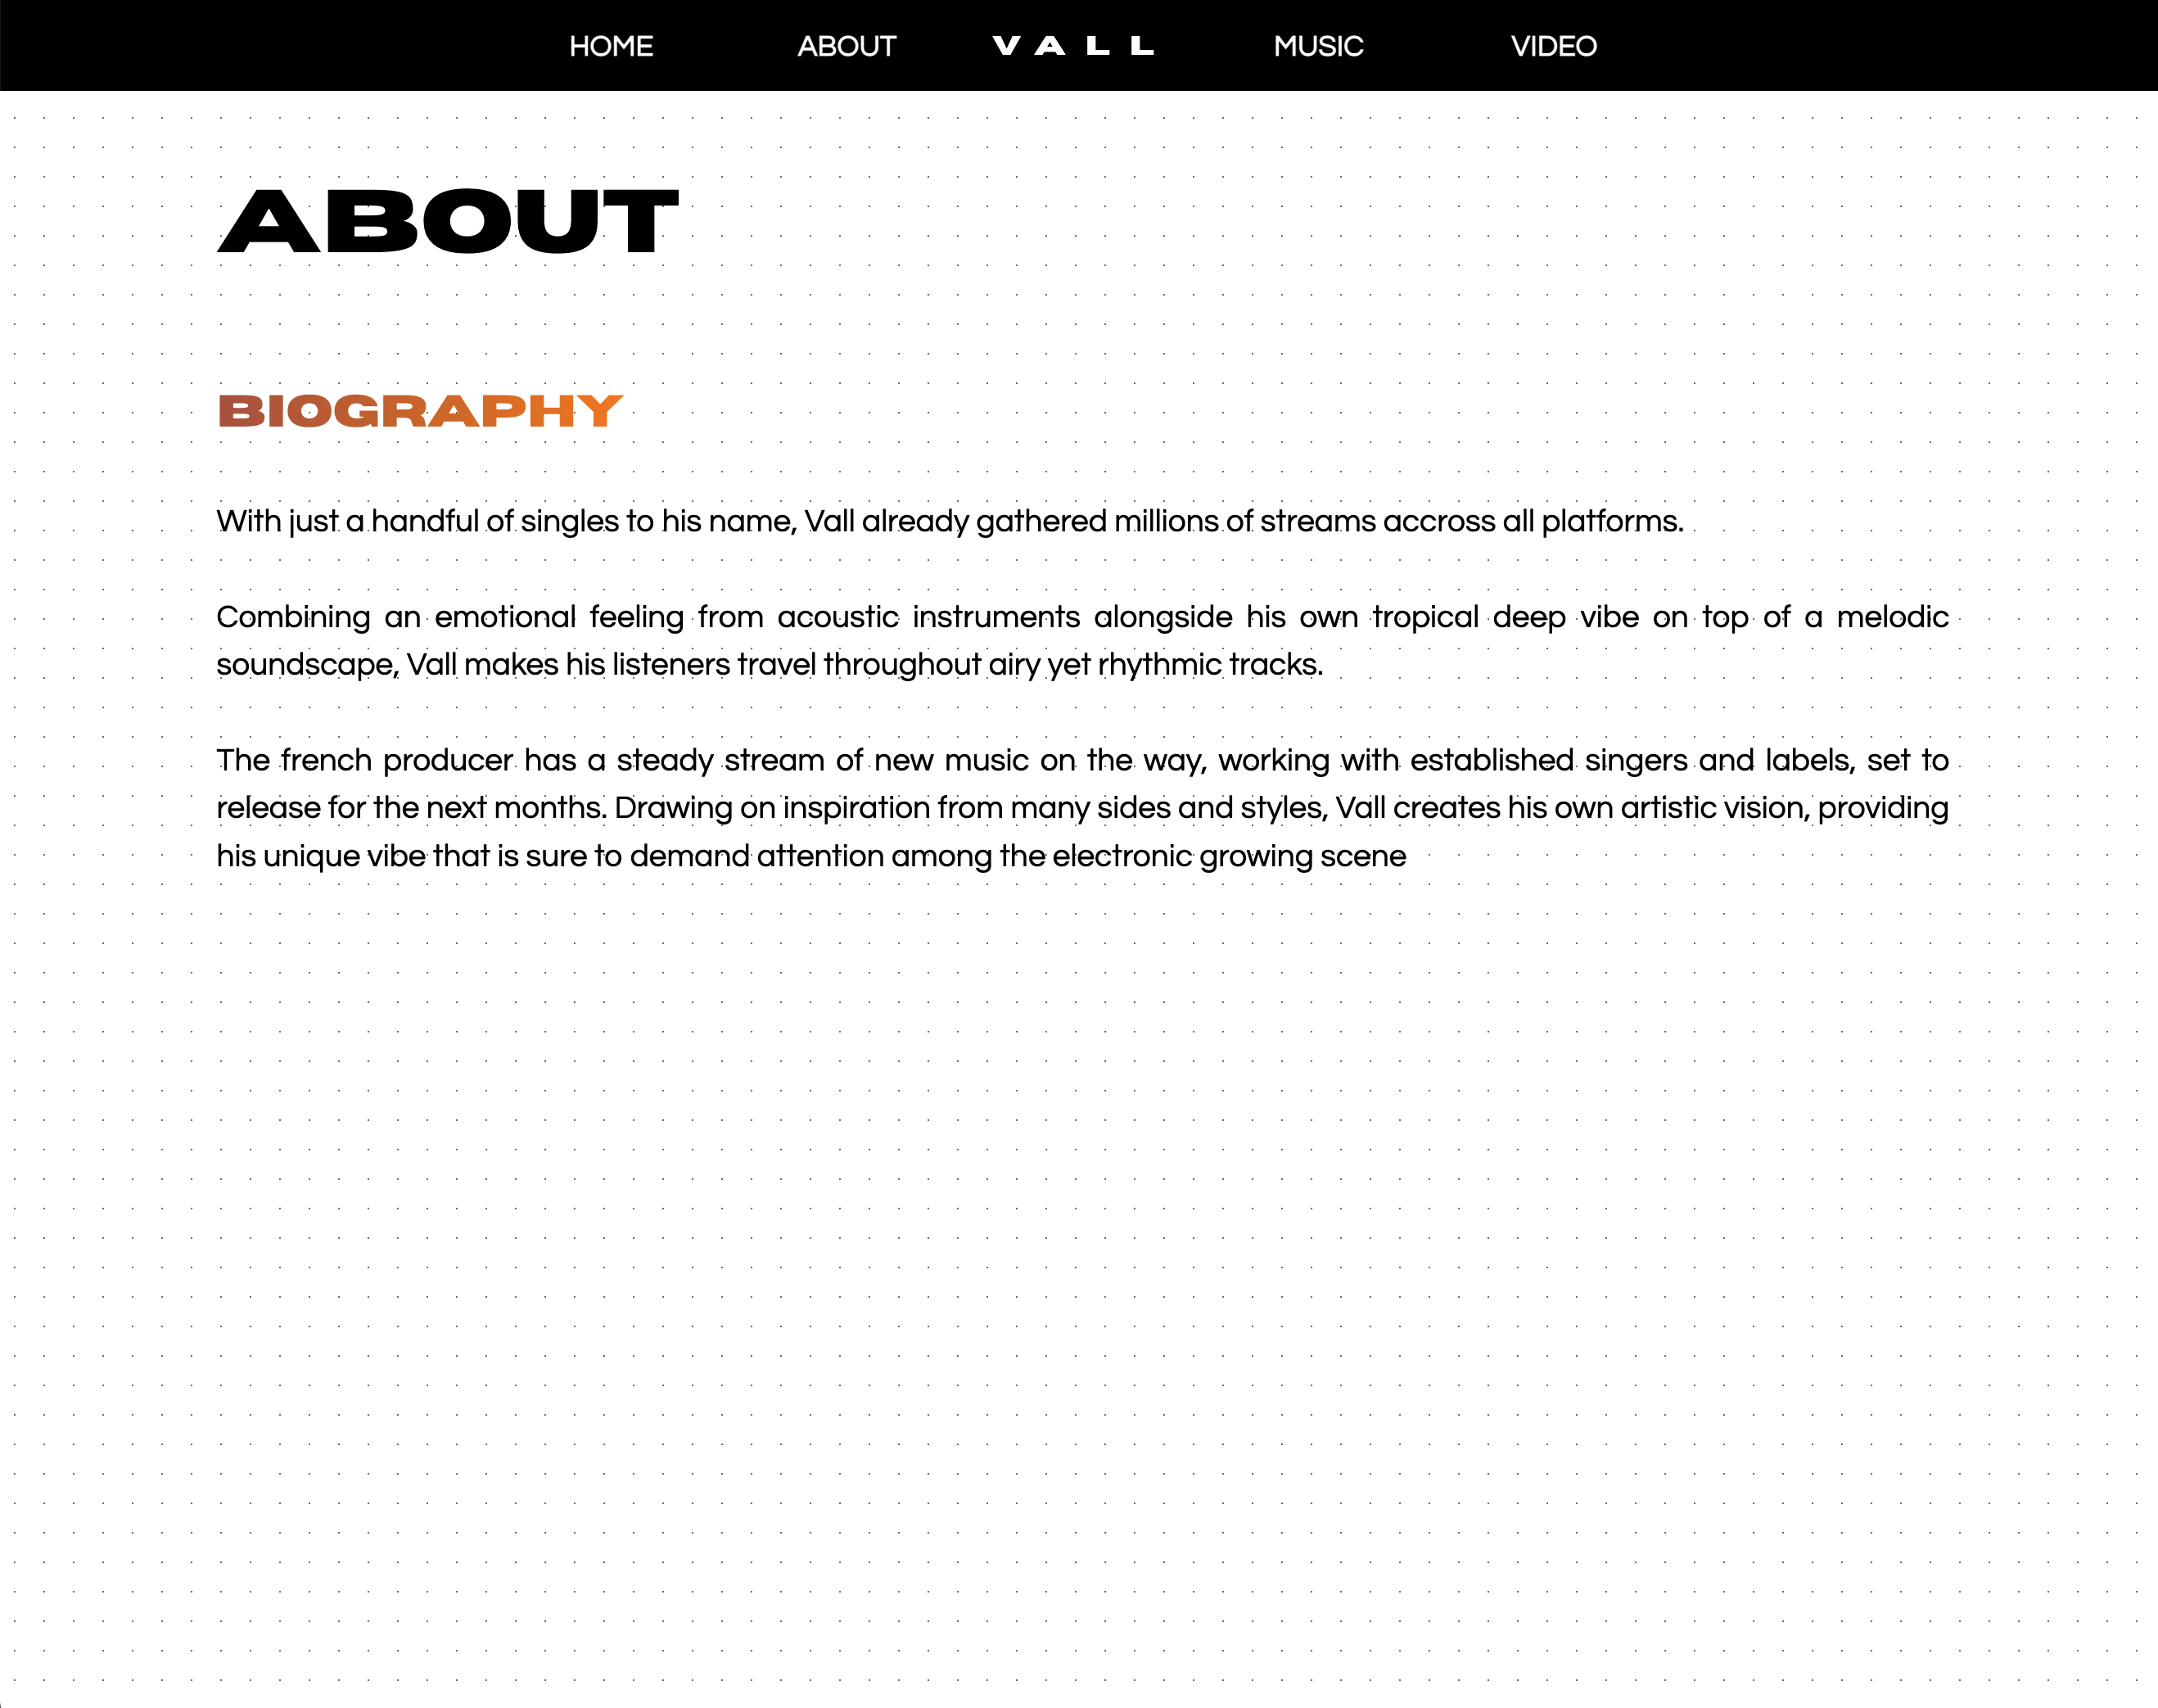 HOME ABOUT VALL MUSIC VIDEO
ABOUT
BIOGRAPHY
With just a handful of singles to his name, Vall already gathered millions of streams accross all platforms.
Combining an emotional feeling from acoustic instruments alongside his own tropical deep vibe on top of a melodic
soundscape, Vall makes his listeners travel throughout airy yet rhythmic tracks.
The french producer has a steady stream of new music on the way, working with established singers and labels, set to
release for the next months. Drawing on inspiration from many sides and styles, Vall creates his own artistic vision, providing
his unique vibe that is sure to demand attention among the electronic growing scene